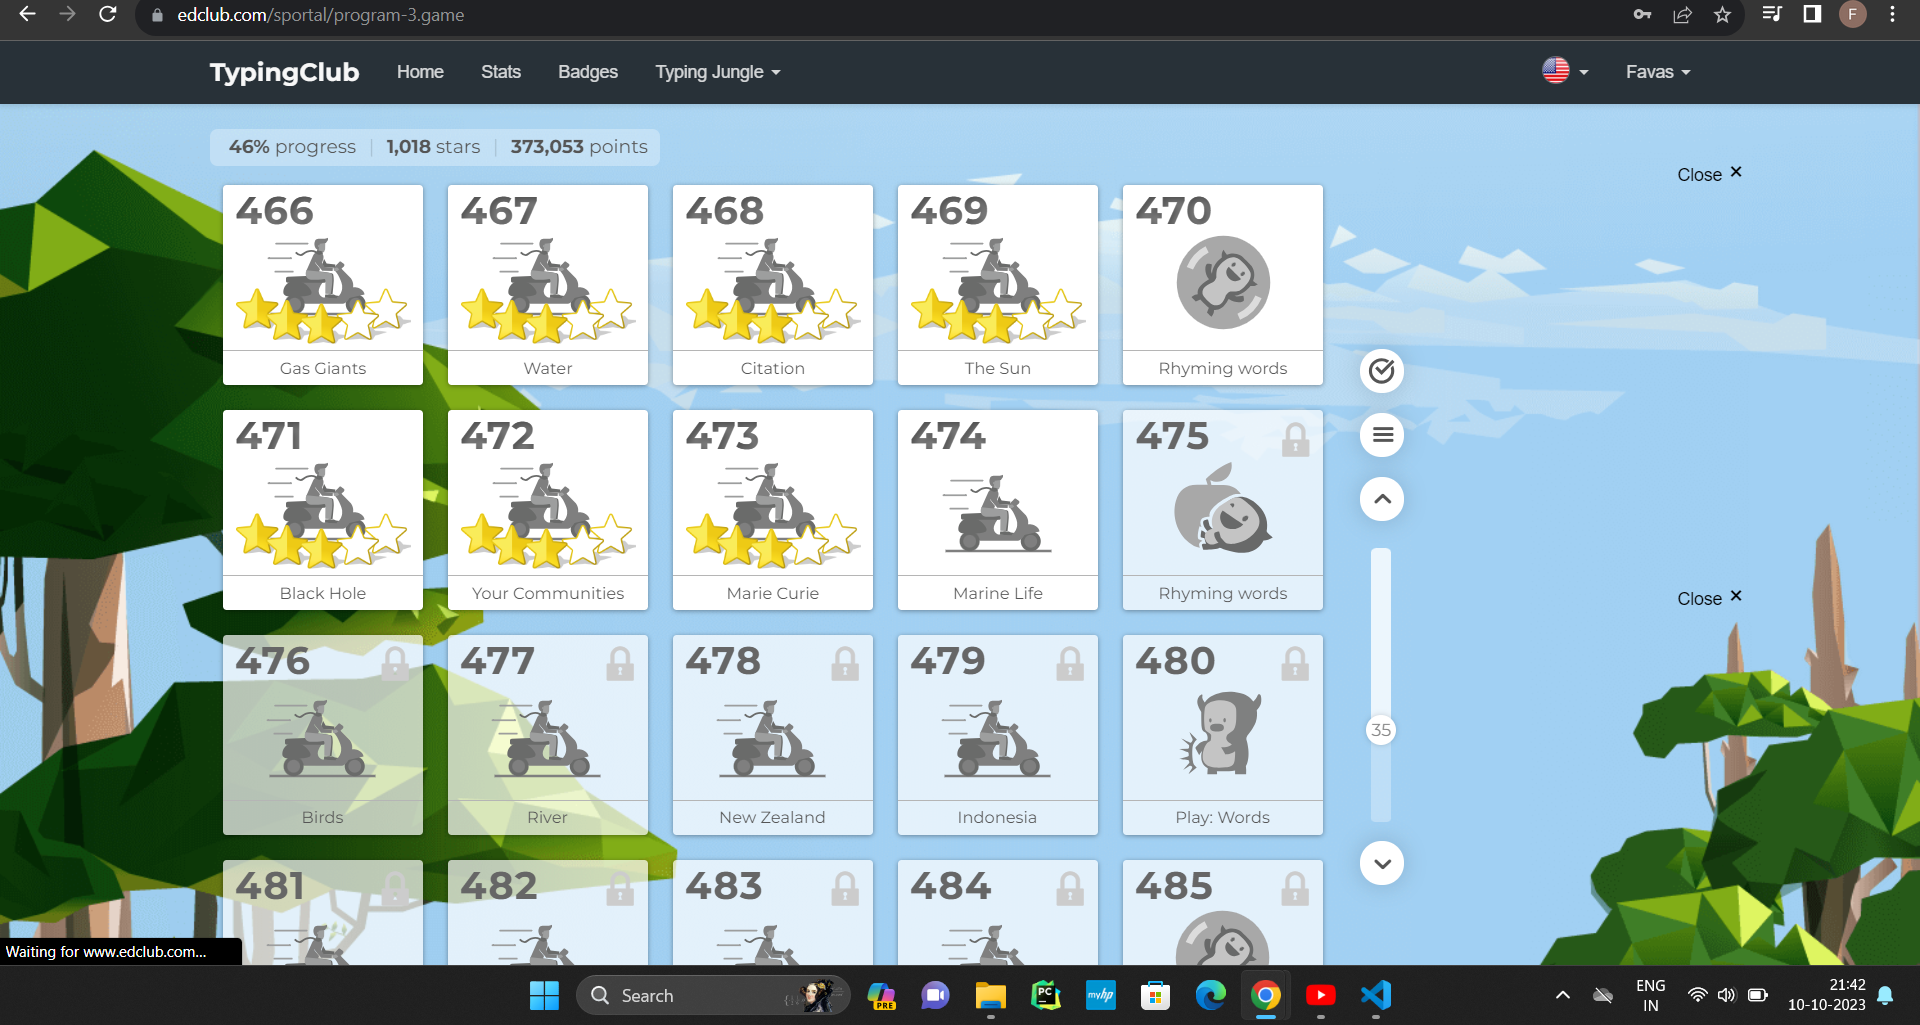 edclub.com/sportal/program-3.game
F
TypingClub Home Stats Badges Typing Jungle Favas
46% progress 1,018 stars 373,053 points
Close ×
466 467 468 469 470
Gas Giants Water Citation The Sun Rhyming words
471 472 473 474 475
Black Hole Your Communities Marie Curie Marine Life Rhyming words
Close ×
476 477 478 479 480
35
Birds River New Zealand Indonesia Play: Words
481 482 483 484 485
Waiting for www.edclub.com...
Search
PRE
PC
myhp
ENG
IN
21:42
10-10-2023